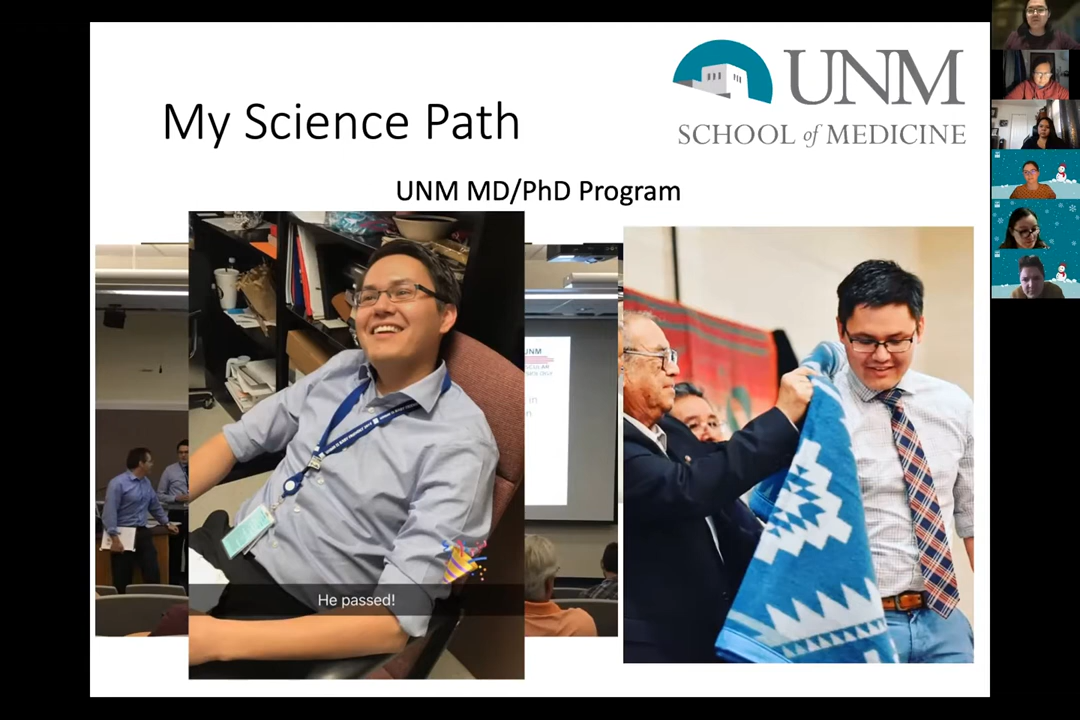 My Science Path
UNM
SCHOOL of MEDICINE
UNM MD/PhD Program
UNM
He passed!